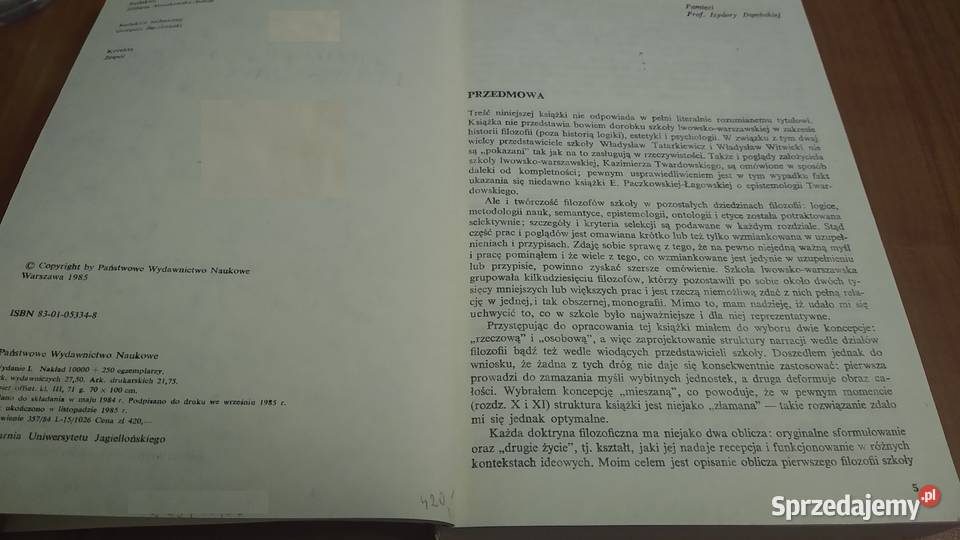 Redaktor techniczny
Korekta
Zespół
© Copyright by Państwowe Wydawnictwo Naukowe
Warszawa 1985
ISBN 83-01-05334-8
Państwowe Wydawnictwo Naukowe
Wydanie I. Nakład 10000 + 250 egzemplarzy.
Ark. wydawniczych 27,50. Ark. drukarskich 21,75.
offset. kl. III, 71 g. 70 x 100 cm.
do składania w maju 1984 r. Podpisano do druku we wrześniu 1985 r.
ukończono w listopadzie 1985 r.
357/84 L-15/1026 Cena zł 420,—
Uniwersytetu Jagiellońskiego
420,
Pamięci
Prof. Izydory Dąmbskiej
PRZEDMOWA
Treść niniejszej książki nie odpowiada w pełni literalnie rozumianemu tytułowi.
Książka nie przedstawia bowiem dorobku szkoły lwowsko-warszawskiej w zakresie
historii filozofii (poza historią logiki), estetyki i psychologii. W związku z tym dwaj
wielcy przedstawiciele szkoły Władysław Tatarkiewicz i Władysław Witwicki nie
są „pokazani” tak jak na to zasługują w rzeczywistości. Także i poglądy założyciela
szkoły lwowsko-warszawskiej, Kazimierza Twardowskiego, są omówione w sposób
daleki od kompletności; pewnym usprawiedliwieniem jest w tym wypadku fakt
ukazania się niedawno książki E. Paczkowskiej-Łagowskiej o epistemologii Twar-
dowskiego.
Ale i twórczość filozofów szkoły w pozostałych dziedzinach filozofii: logice,
metodologii nauk, semantyce, epistemologii, ontologii i etyce została potraktowana
selektywnie; szczegóły i kryteria selekcji są podawane w każdym rozdziale. Stąd
część prac i poglądów jest omawiana krótko lub też tylko wzmiankowana w uzupeł-
nieniach i przypisach. Zdaję sobie sprawę z tego, że na pewno niejedną ważną myśl
i pracę pominąłem i że wiele z tego, co wzmiankowane jest jedynie w uzupełnieniu
lub przypisie, powinno zyskać szersze omówienie. Szkoła lwowsko-warszawska
grupowała kilkudziesięciu filozofów, którzy pozostawili po sobie około dwóch ty-
sięcy mniejszych lub większych prac i jest rzeczą niemożliwą zdać z nich pełną rela-
cję w jednej, i tak obszernej, monografii. Mimo to, mam nadzieję, iż udało mi się
uchwycić to, co w szkole było najważniejsze i dla niej reprezentatywne.
Przystępując do opracowania tej książki miałem do wyboru dwie koncepcje:
„rzeczową” i „osobową”, a więc zaprojektowanie struktury narracji wedle działów
filozofii bądź też wedle wiodących przedstawicieli szkoły. Doszedłem jednak do
wniosku, że żadna z tych dróg nie daje się konsekwentnie zastosować: pierwsza
prowadzi do zamazania myśli wybitnych jednostek, a druga deformuje obraz ca-
łości. Wybrałem koncepcję „mieszaną”, co powoduje, że w pewnym momencie
(rozdz. X i XI) struktura książki jest niejako „złamana” — takie rozwiązanie zdało
mi się jednak optymalne.
Każda doktryna filozoficzna ma niejako dwa oblicza: oryginalne sformułowanie
oraz „drugie życie”, tj. kształt, jaki jej nadaje recepcja i funkcjonowanie w różnych
kontekstach ideowych. Moim celem jest opisanie oblicza pierwszego filozofii szkoły
5
Sprzedajemy.pl